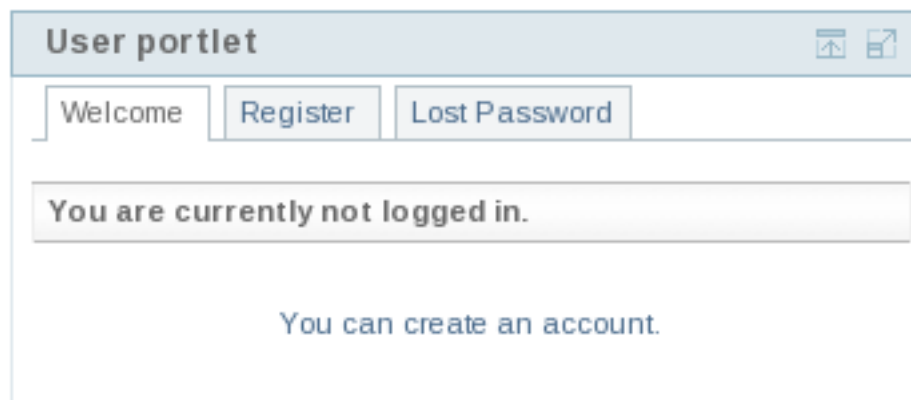 User portlet
Welcome Register Lost Password
You are currently not logged in.
You can create an account.